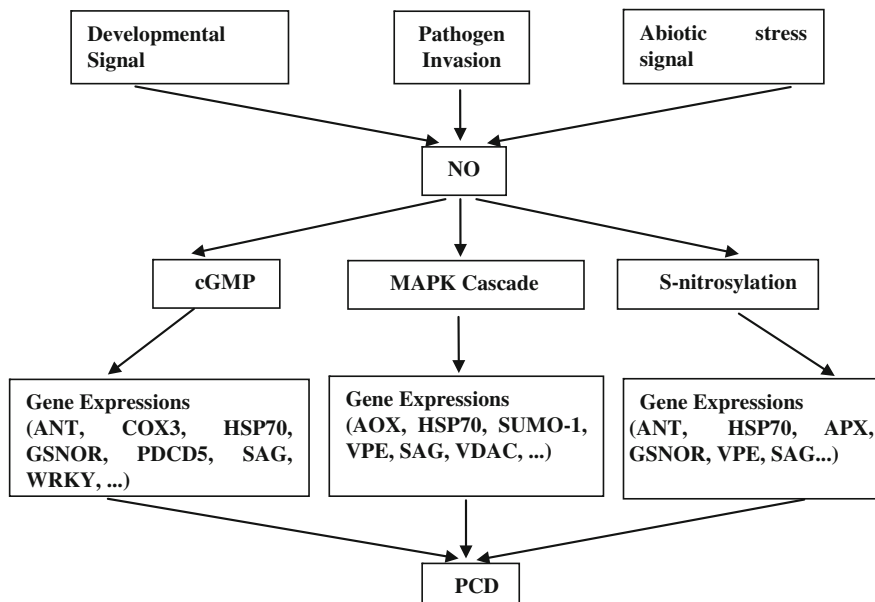 Developmental
Signal
Pathogen
Invasion
Abiotic stress
signal
NO
cGMP
MAPK Cascade
S-nitrosylation
Gene Expressions
(ANT, COX3, HSP70,
GSNOR, PDCD5, SAG,
WRKY, ...)
Gene Expressions
(AOX, HSP70, SUMO-1,
VPE, SAG, VDAC, ...)
Gene Expressions
(ANT, HSP70, APX,
GSNOR, VPE, SAG...)
PCD